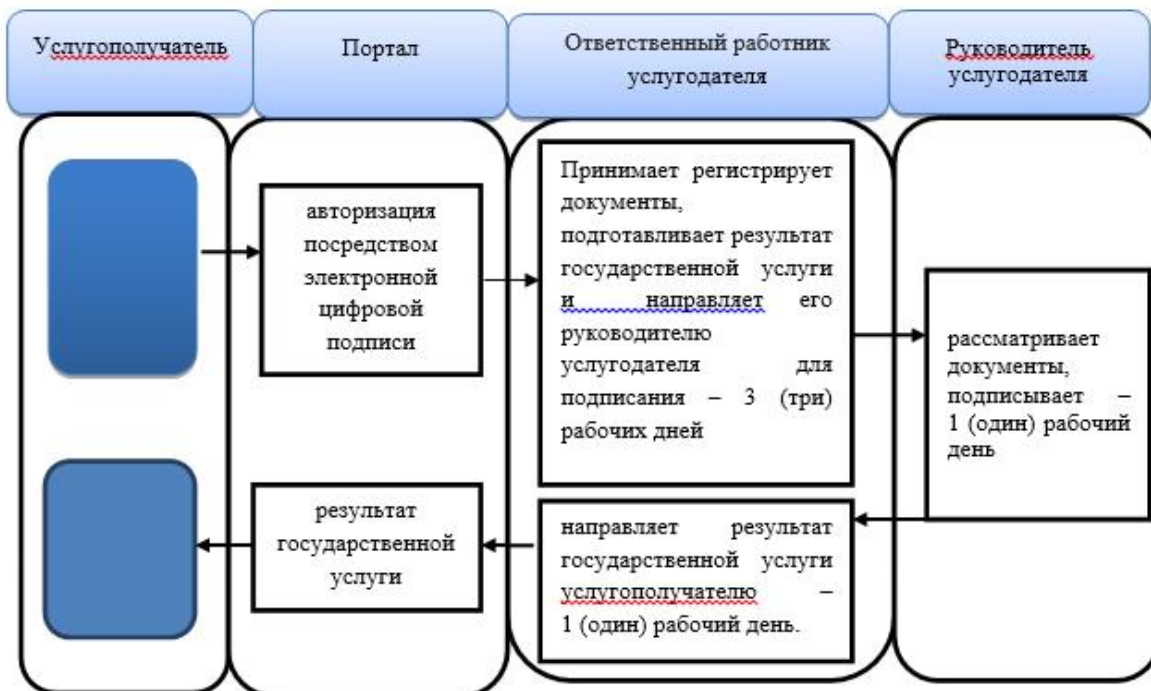 Услугополучатель
Портал
Ответственный работник
услугодателя
Руководитель
услугодателя
авторизация
посредством
электронной
цифровой
подписи
Принимает регистрирует
документы,
подготавливает результат
государственной услуги
и направляет его
руководителю
услугодателя для
подписания – 3 (три)
рабочих дней
рассматривает
документы,
подписывает –
1 (один) рабочий
день
результат
государственной
услуги
направляет результат
государственной услуги
услугополучателю –
1 (один) рабочий день.